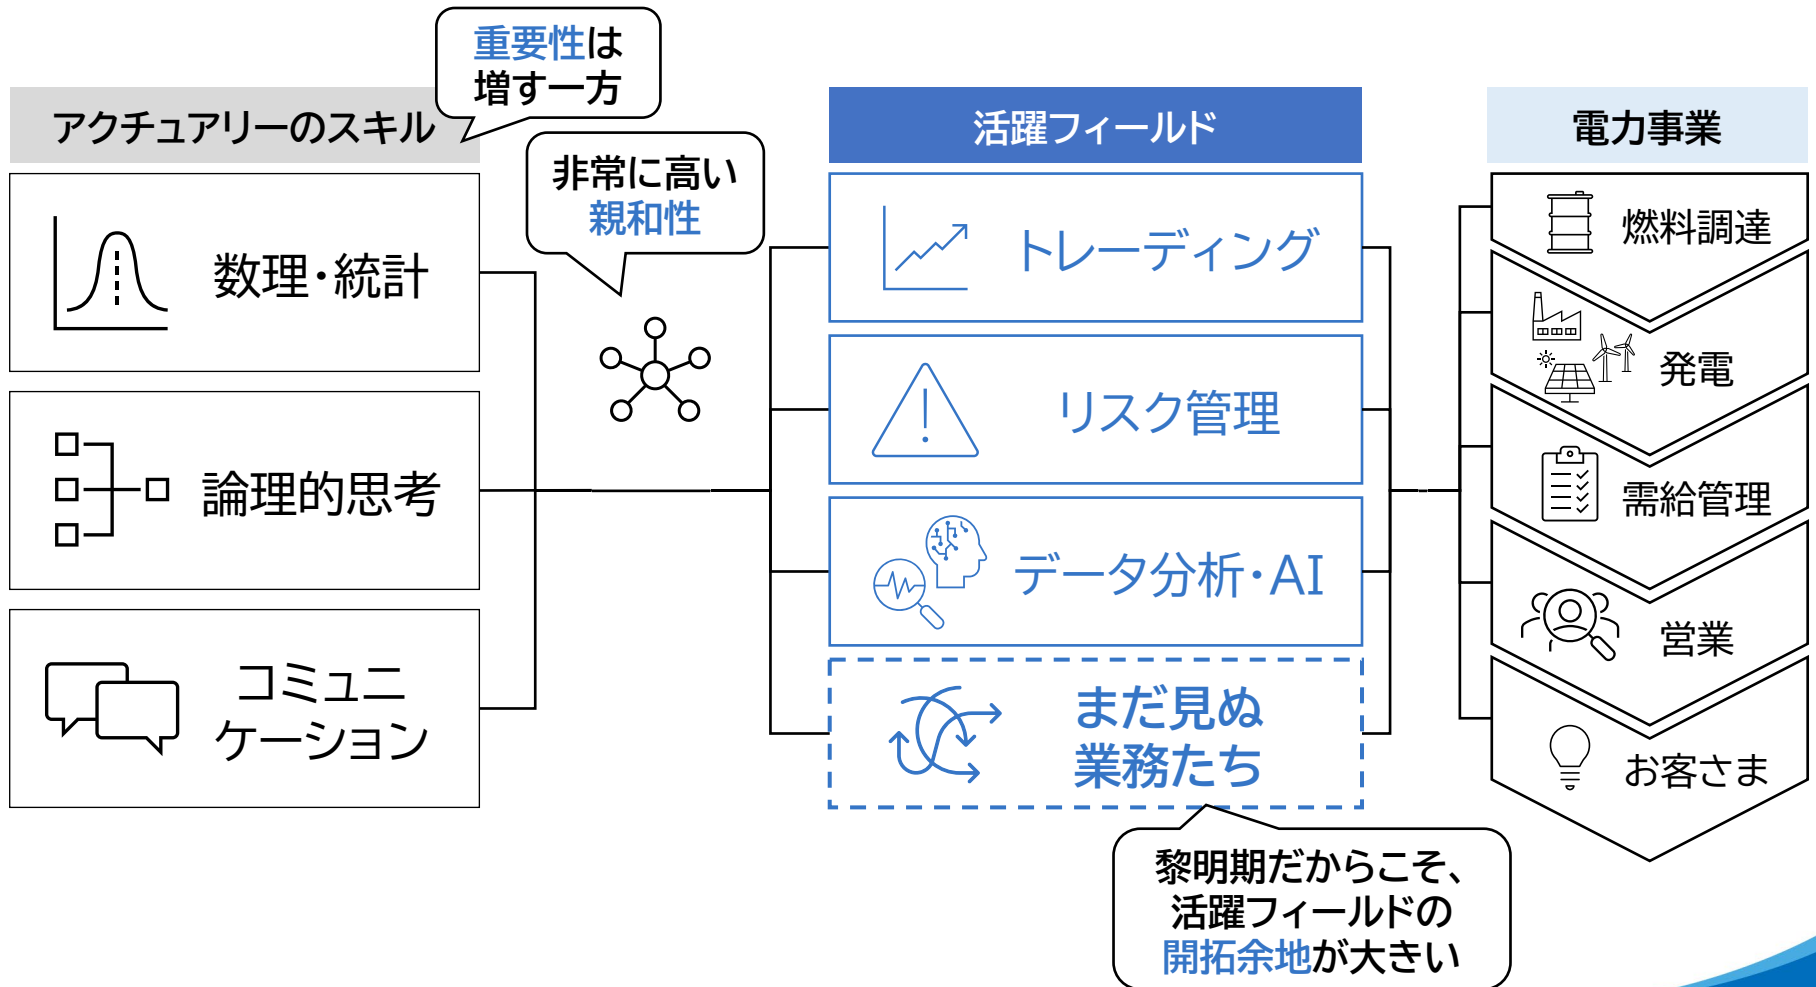 重要性は
増す一方
アクチュアリーのスキル
非常に高い
親和性
数理・統計
論理的思考
コミュニ
ケーション
活躍フィールド
トレーディング
リスク管理
データ分析・AI
まだ見ぬ
業務たち
黎明期だからこそ、
活躍フィールドの
開拓余地が大きい
電力事業
燃料調達
発電
需給管理
営業
お客さま